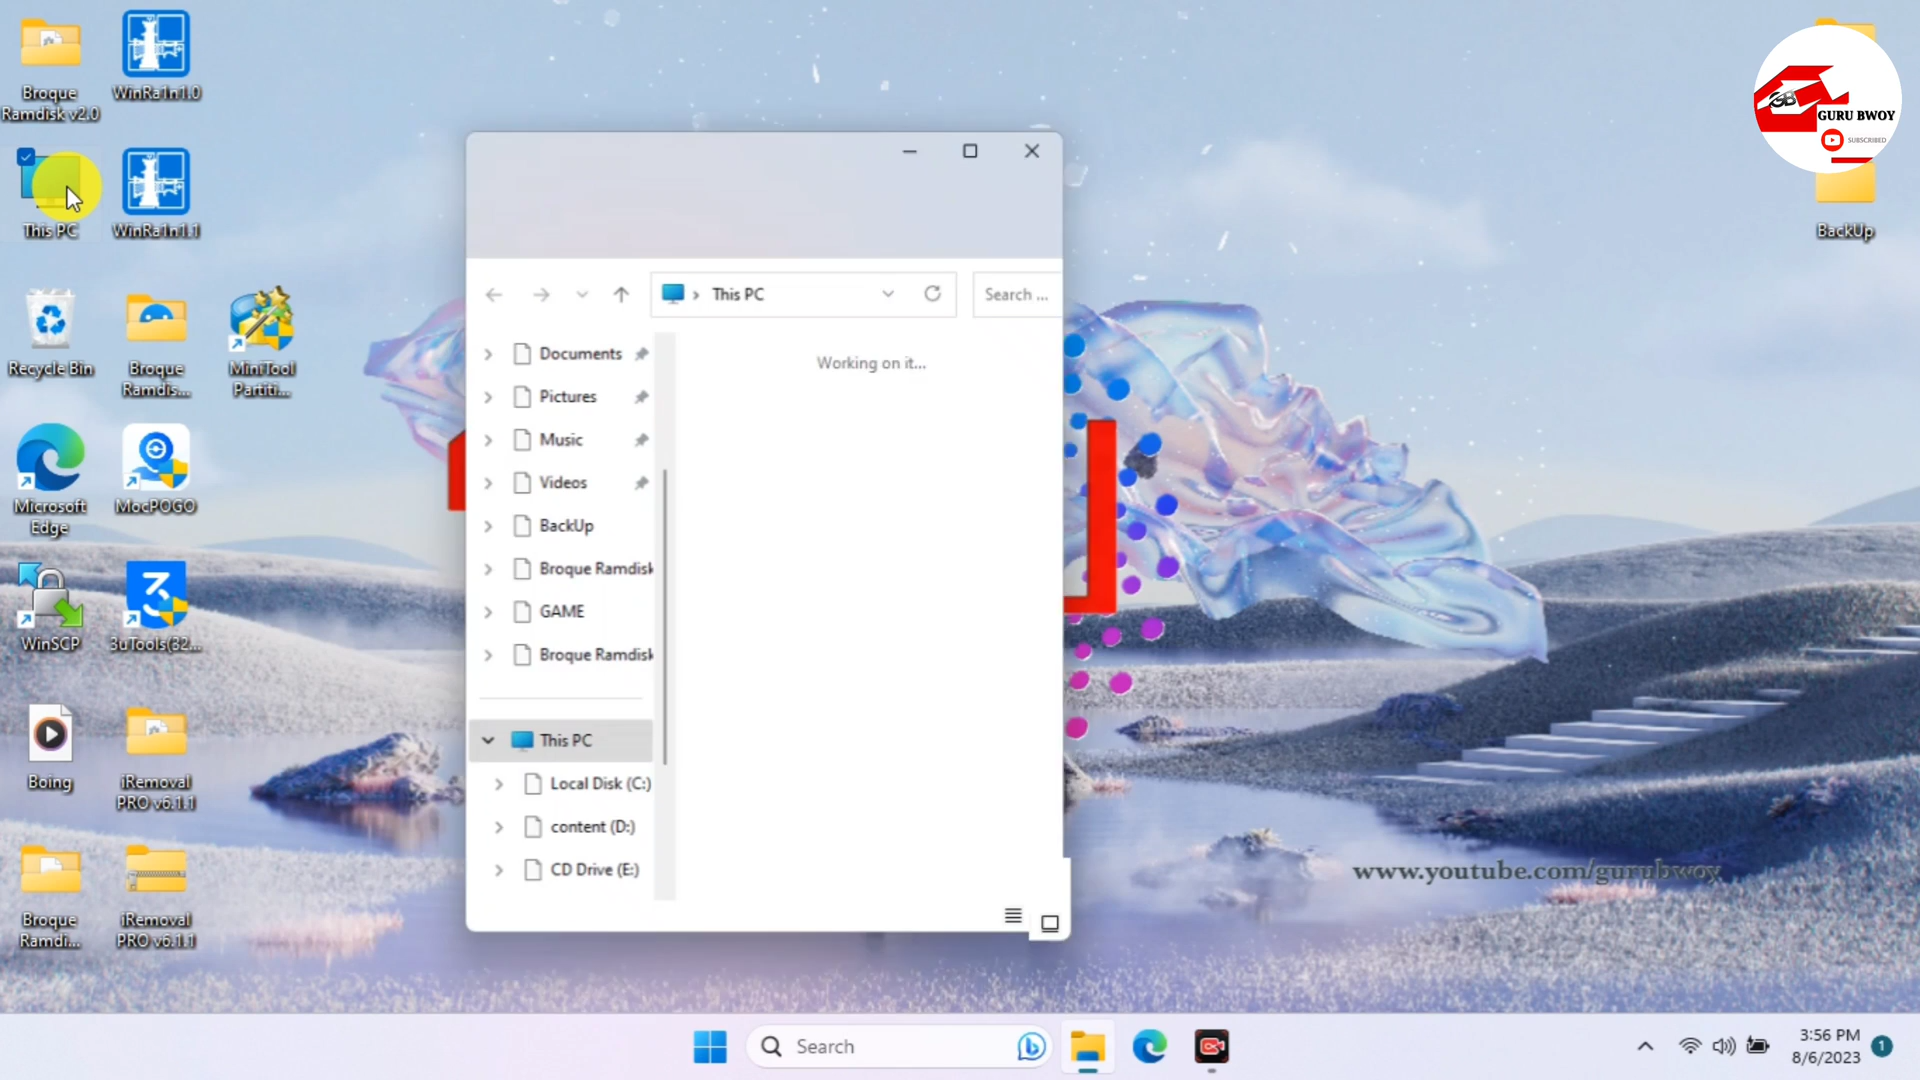 Broque
Ramdisk v2.0
WinRa1n1.0
This PC
WinRa1n1.1
Recycle Bin
Broque
Ramdis...
MiniTool
Partiti...
Microsoft
Edge
MocPOGO
WinSCP
3uTools(32...
Boing
iRemoval
PRO v6.1.1
Broque
Ramdi...
iRemoval
PRO v6.1.1
This PC
Search ...
Documents
Pictures
Music
Videos
BackUp
Broque Ramdisk
GAME
Broque Ramdisk
This PC
Local Disk (C:)
content (D:)
CD Drive (E:)
Working on it...
GB
GURU BWOY
SUBSCRIBED
BackUp
www.youtube.com/gurubwoy
Search
3:56 PM
8/6/2023
1